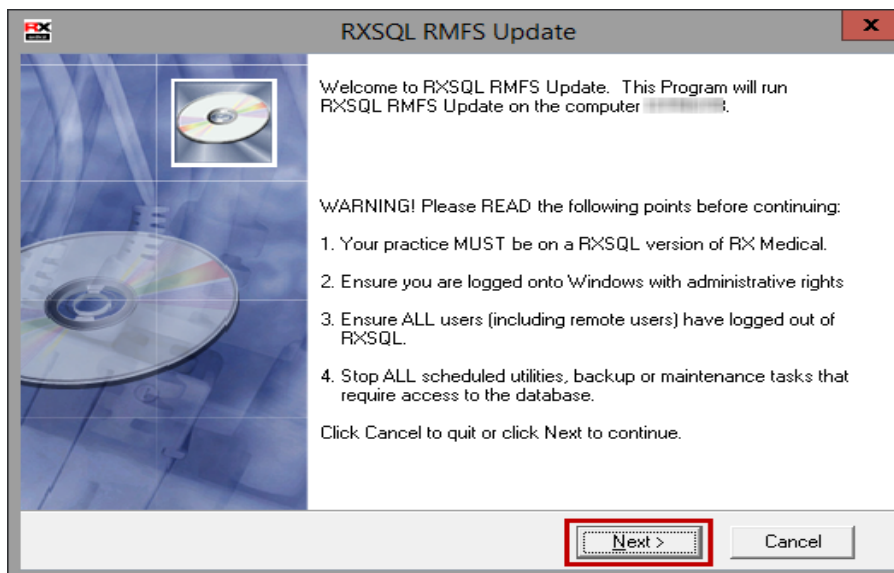 RX
RXSQL RMFS Update
x
Welcome to RXSQL RMFS Update. This Program will run
RXSQL RMFS Update on the computer
WARNING! Please READ the following points before continuing:
1. Your practice MUST be on a RXSQL version of RX Medical.
2. Ensure you are logged onto Windows with administrative rights
3. Ensure ALL users (including remote users) have logged out of
RXSQL.
4. Stop ALL scheduled utilities, backup or maintenance tasks that
require access to the database.
Click Cancel to quit or click Next to continue.
Next >
Cancel